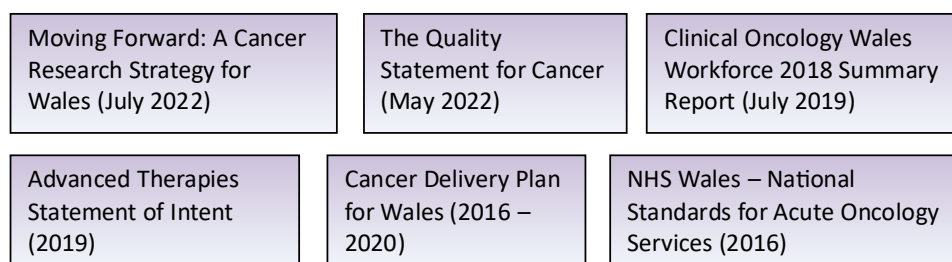 Moving Forward: A Cancer
Research Strategy for
Wales (July 2022)
The Quality
Statement for Cancer
(May 2022)
Clinical Oncology Wales
Workforce 2018 Summary
Report (July 2019)
Advanced Therapies
Statement of Intent
(2019)
Cancer Delivery Plan
for Wales (2016 –
2020)
NHS Wales – National
Standards for Acute Oncology
Services (2016)